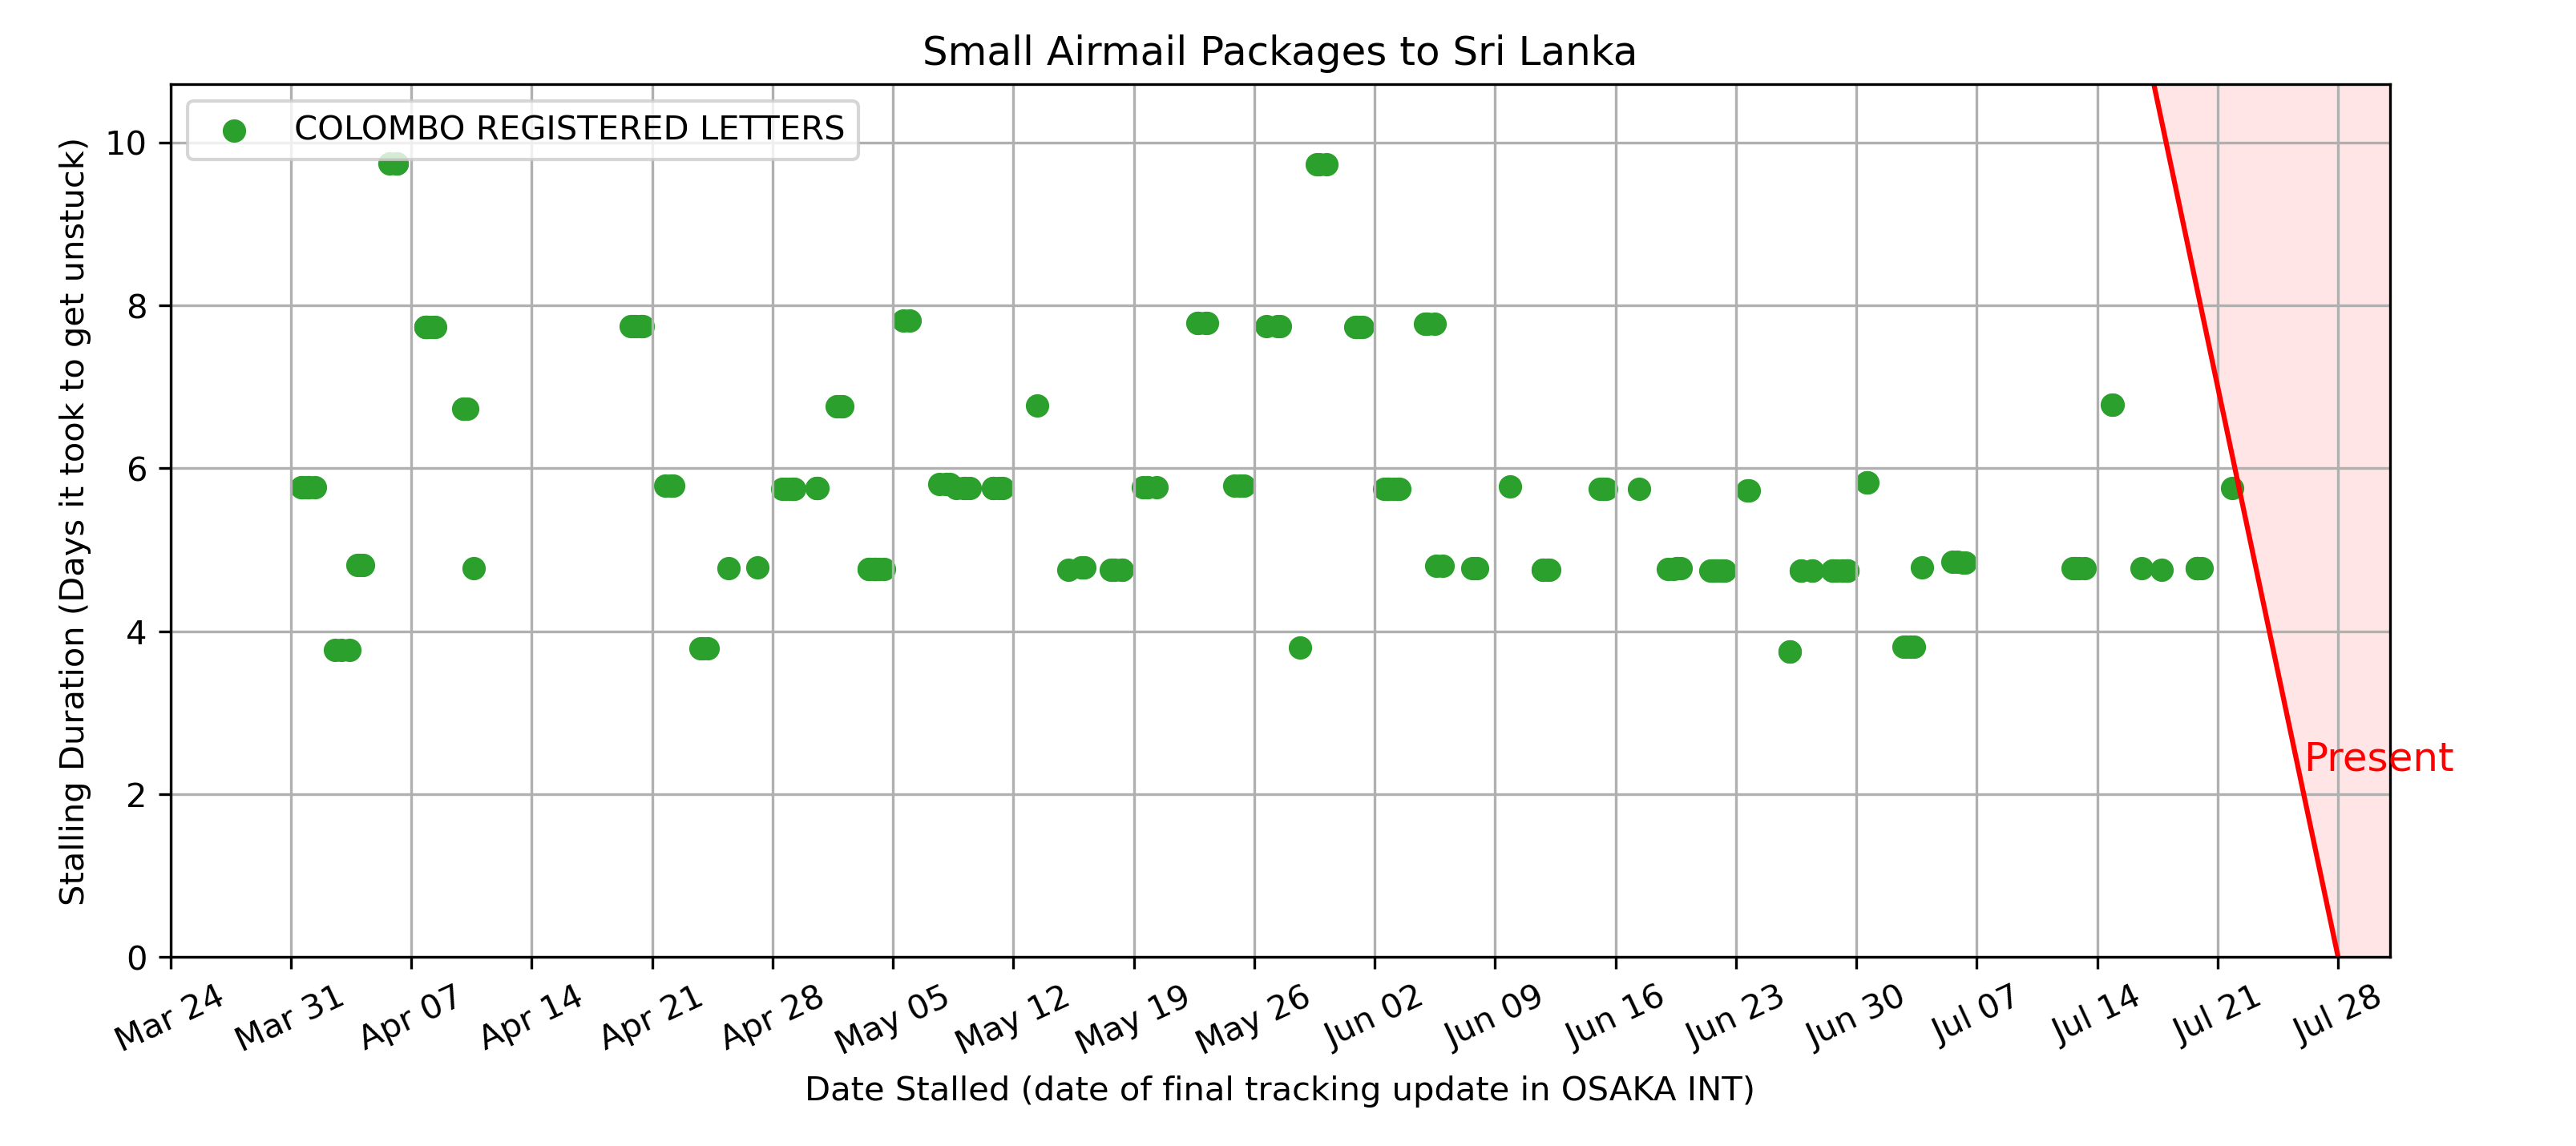 Small Airmail Packages to Sri Lanka
COLOMBO REGISTERED LETTERS
Stalling Duration (Days it took to get unstuck)
10
8
6
4
2
0
Present
Mar 24
Mar 31
Apr 07
Apr 14
Apr 21
Apr 28
May 05
May 12
May 19
May 26
Jun 02
Jun 09
Jun 16
Jun 23
Jun 30
Jul 07
Jul 14
Jul 21
Jul 28
Date Stalled (date of final tracking update in OSAKA INT)